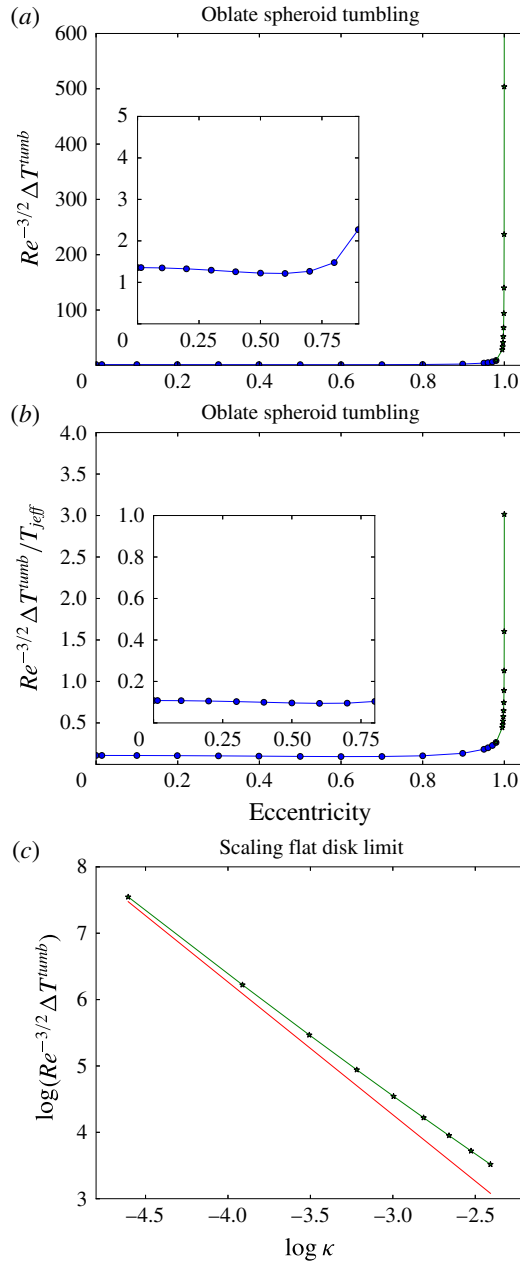 (a) Oblate spheroid tumbling
Re^{-3/2} ΔT^{tumb}
600
500
400
300
200
100
0 0.2 0.4 0.6 0.8 1.0
5
4
3
2
1
0 0.25 0.50 0.75
(b) Oblate spheroid tumbling
Re^{-3/2} ΔT^{tumb}/T_{jeff}
4.0
3.5
3.0
2.5
2.0
1.5
1.0
0.5
0 0.2 0.4 0.6 0.8 1.0
1.0
0.8
0.6
0.4
0.2
0 0.25 0.50 0.75
Eccentricity
(c) Scaling flat disk limit
log(Re^{-3/2} ΔT^{tumb})
8
7
6
5
4
3
−4.5 −4.0 −3.5 −3.0 −2.5
log κ